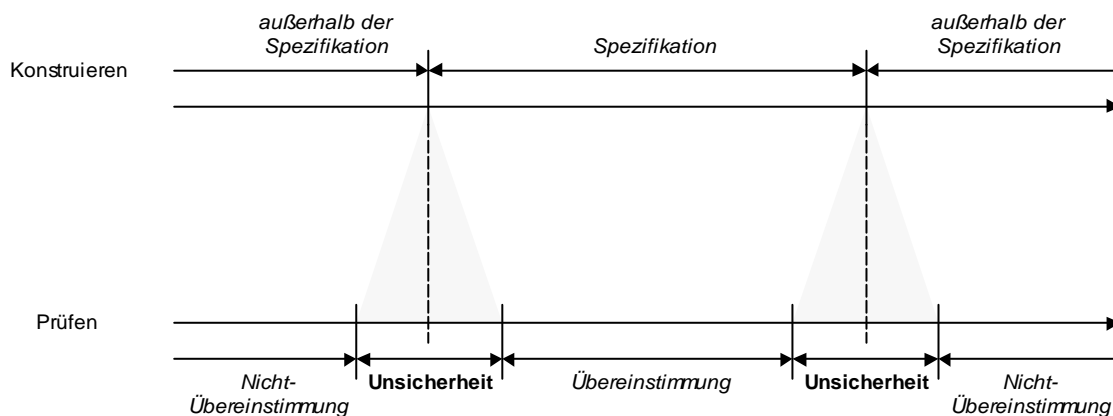 außerhalb der
Spezifikation
Spezifikation
außerhalb der
Spezifikation
Konstruieren
Prüfen
Nicht-
Übereinstimmung
Unsicherheit
Übereinstimmung
Unsicherheit
Nicht-
Übereinstimmung